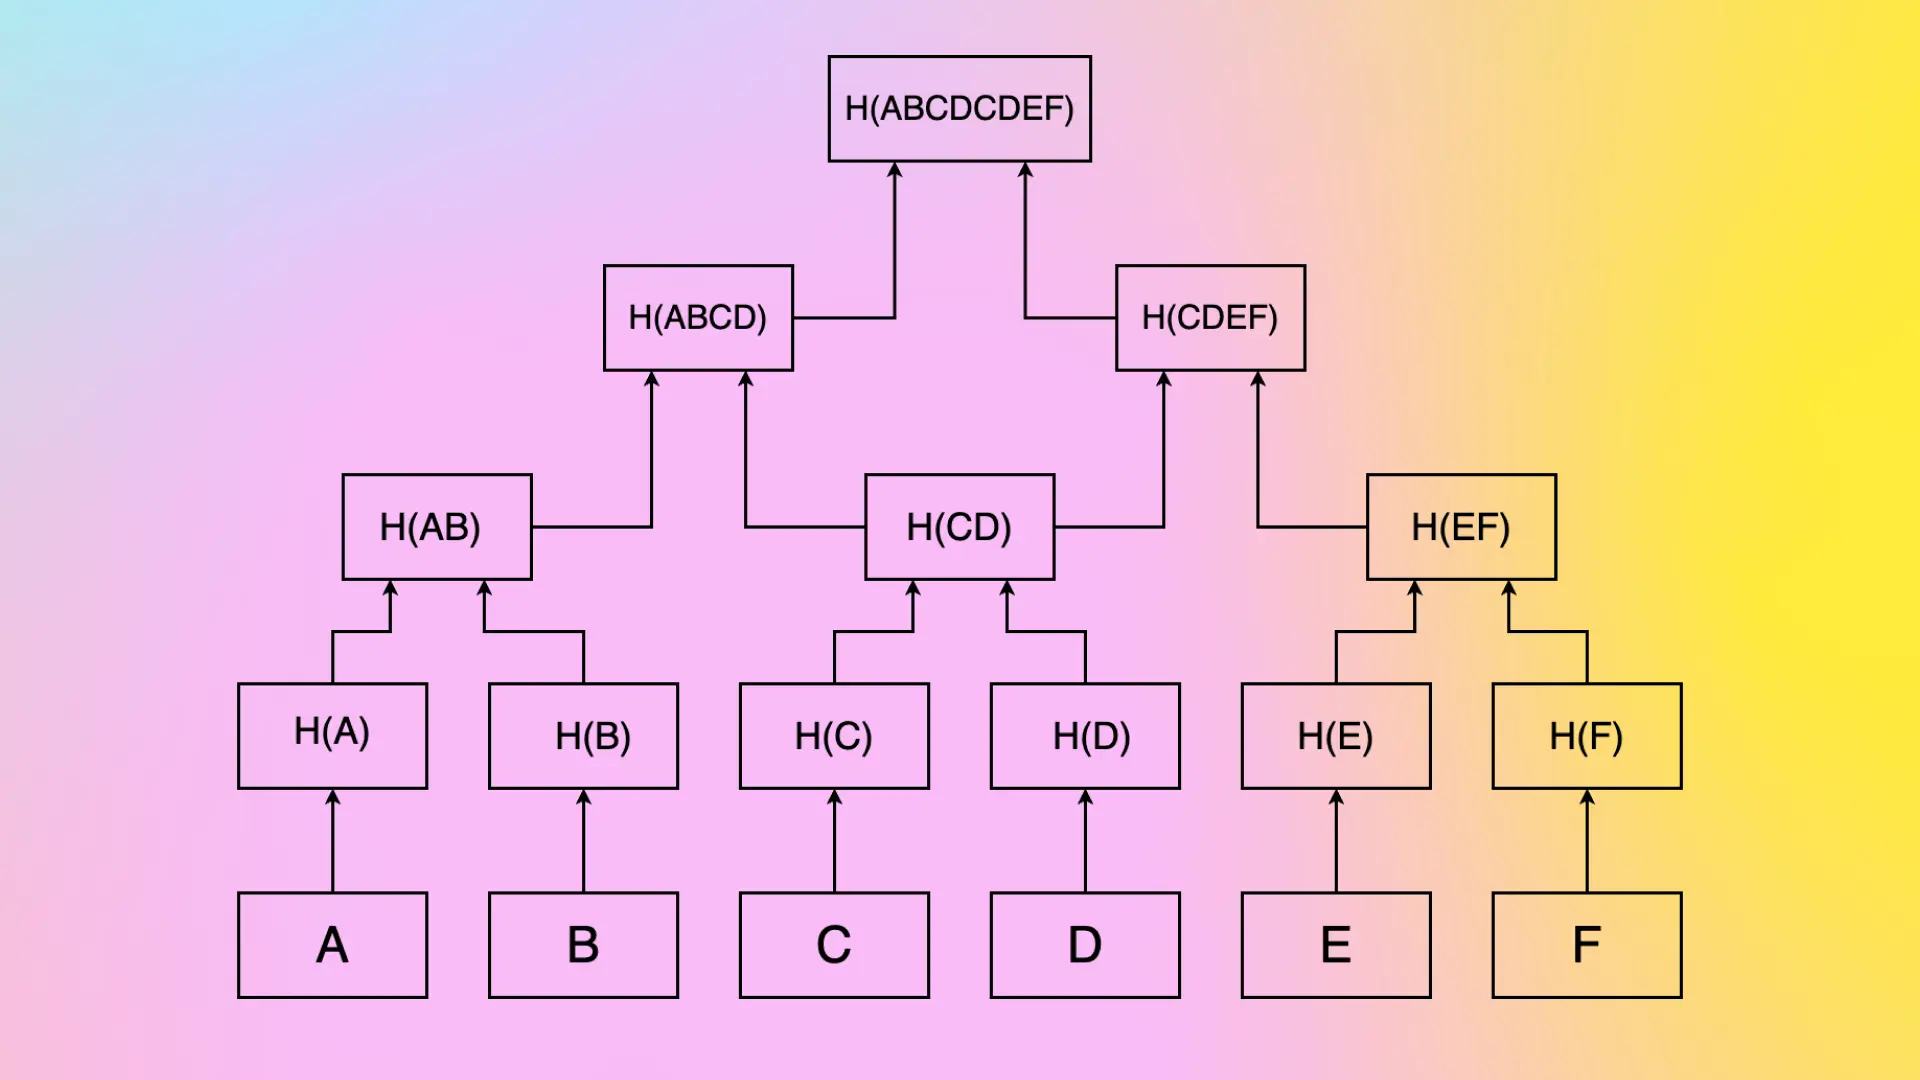 H(ABCDCDEF)
H(ABCD)
H(CDEF)
H(AB)
H(CD)
H(EF)
H(A)
H(B)
H(C)
H(D)
H(E)
H(F)
A
B
C
D
E
F